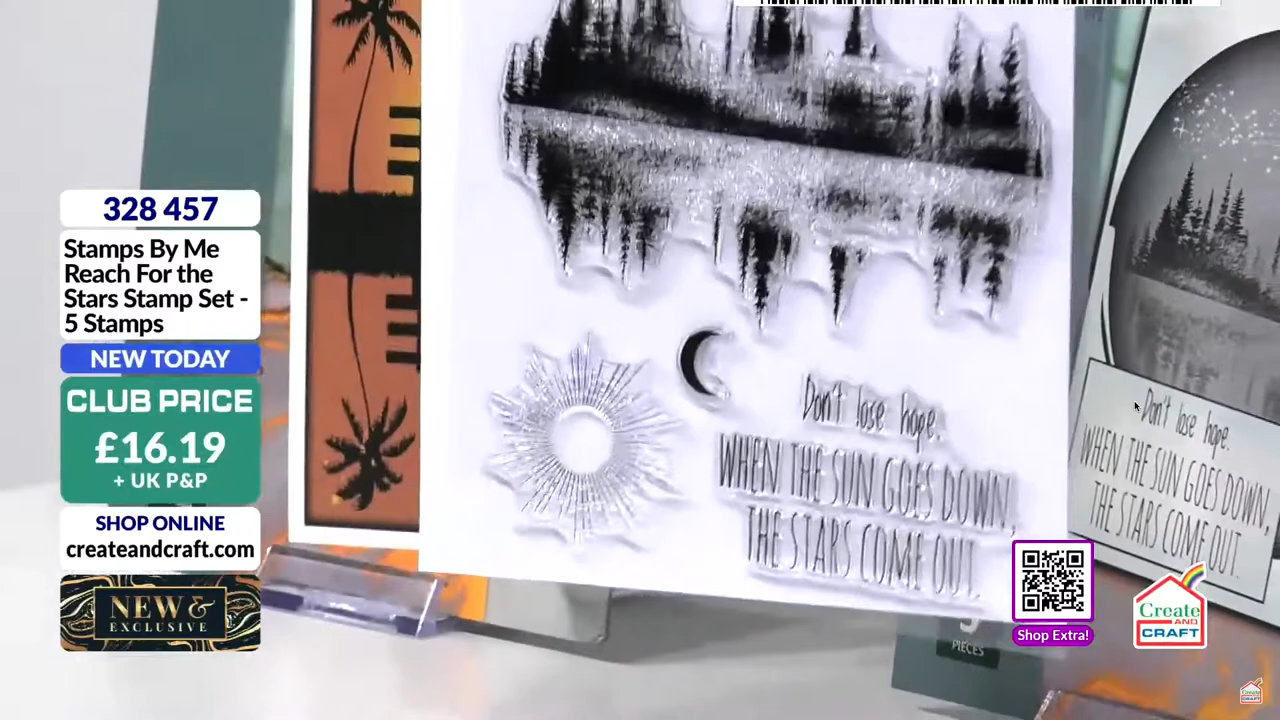 328 457
Stamps By Me
Reach For the
Stars Stamp Set -
5 Stamps
NEW TODAY
CLUB PRICE
£16.19
+ UK P&P
SHOP ONLINE
createandcraft.com
NEW &
EXCLUSIVE
Don't lose hope.
WHEN THE SUN GOES DOWN,
THE STARS COME OUT.
Don't lose hope.
WHEN THE SUN GOES DOWN,
THE STARS COME OUT.
PIECES
Shop Extra!
Create
AND
CRAFT